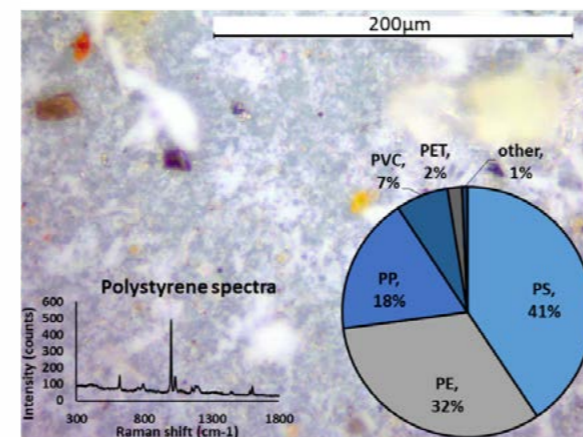 200μm
PET,
2%
other,
1%
PVC,
7%
PP,
18%
PS,
41%
PE,
32%
Polystyrene spectra
Intensity (counts)
600
500
400
300
200
100
0
300 800 1300 1800
Raman shift (cm-1)